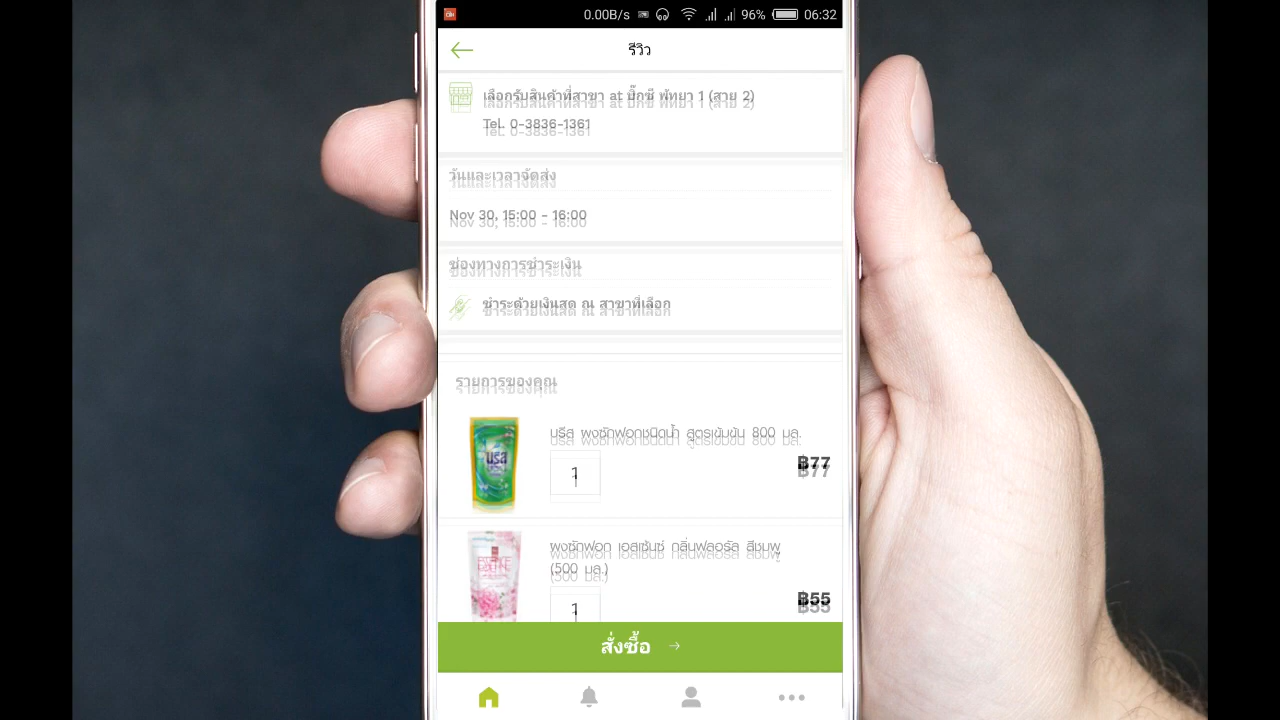 0.00B/s 96% 06:32
รีวิว
เลือกรับสินค้าที่สาขา at บิ๊กซี พัทยา 1 (สาย 2)
Tel. 0-3836-1361
วันและเวลาจัดส่ง
Nov 30, 15:00 - 16:00
ช่องทางการชำระเงิน
ชำระด้วยเงินสด ณ สาขาที่เลือก
รายการของคุณ
บรีส ผงซักฟอกชนิดน้ำ สูตรเข้มข้น 800 มล.
บรีส
1
฿77
ผงซักฟอก เอสเซ้นซ์ กลิ่นฟลอรัล สีชมพู
(500 มล.)
1
฿55
สั่งซื้อ →